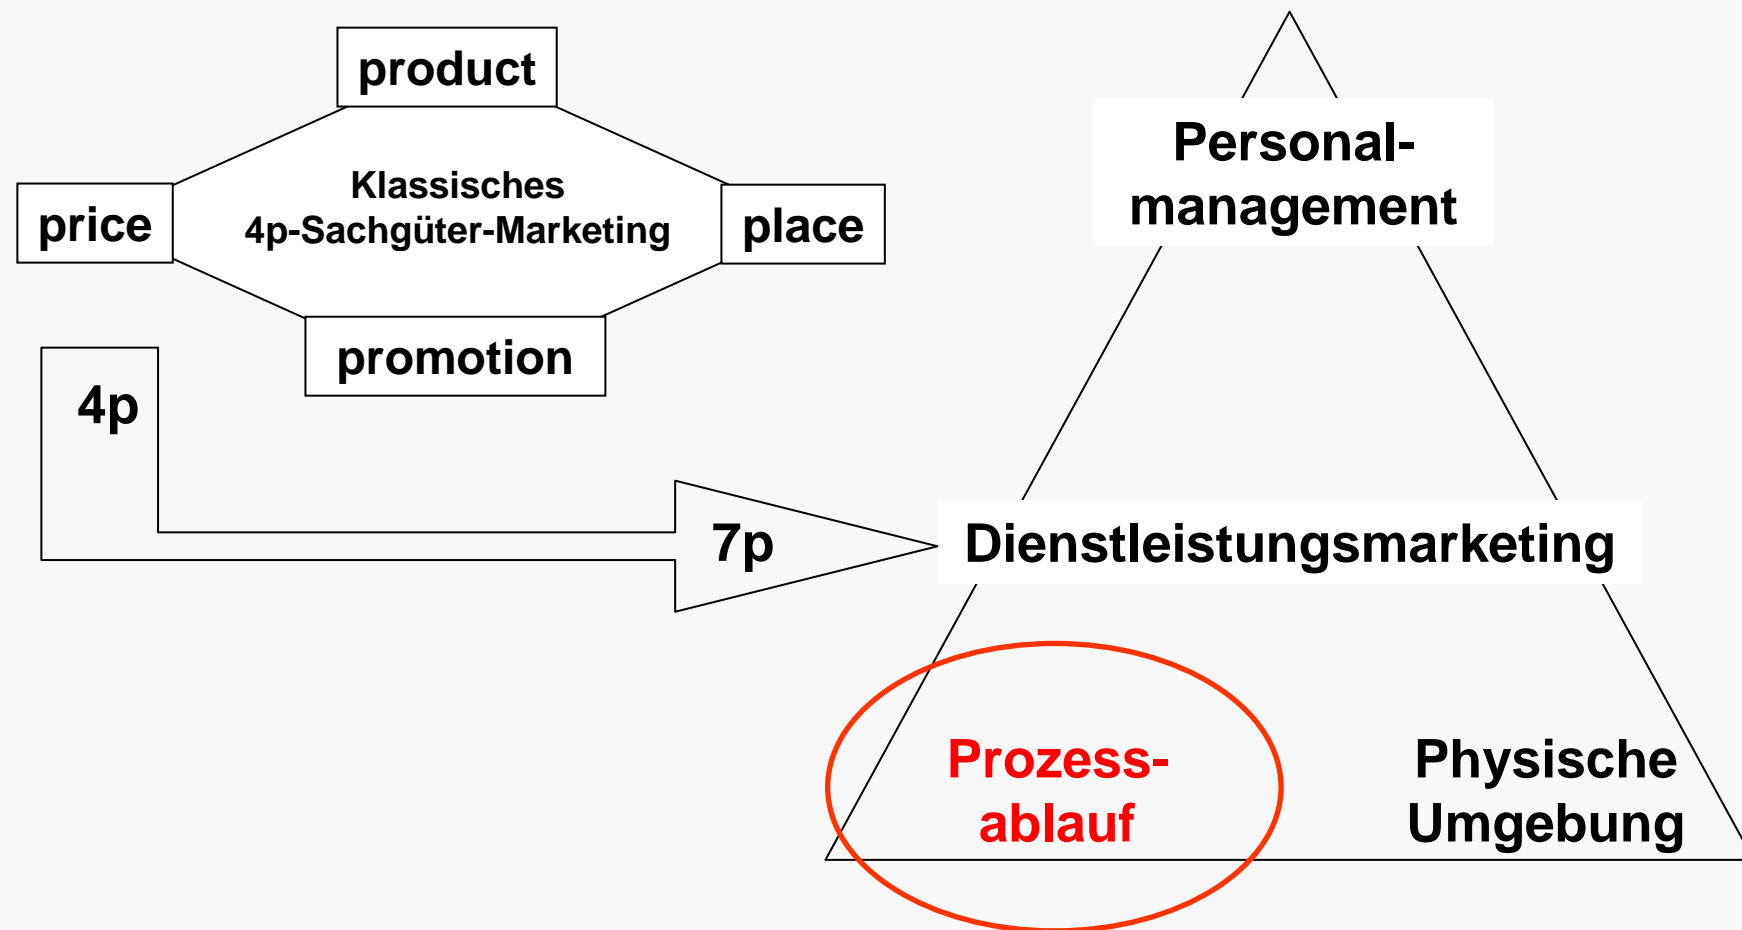 product
Klassisches
4p-Sachgüter-Marketing
price
place
promotion
4p
7p
Personal-
management
Dienstleistungsmarketing
Prozess-
ablauf
Physische
Umgebung